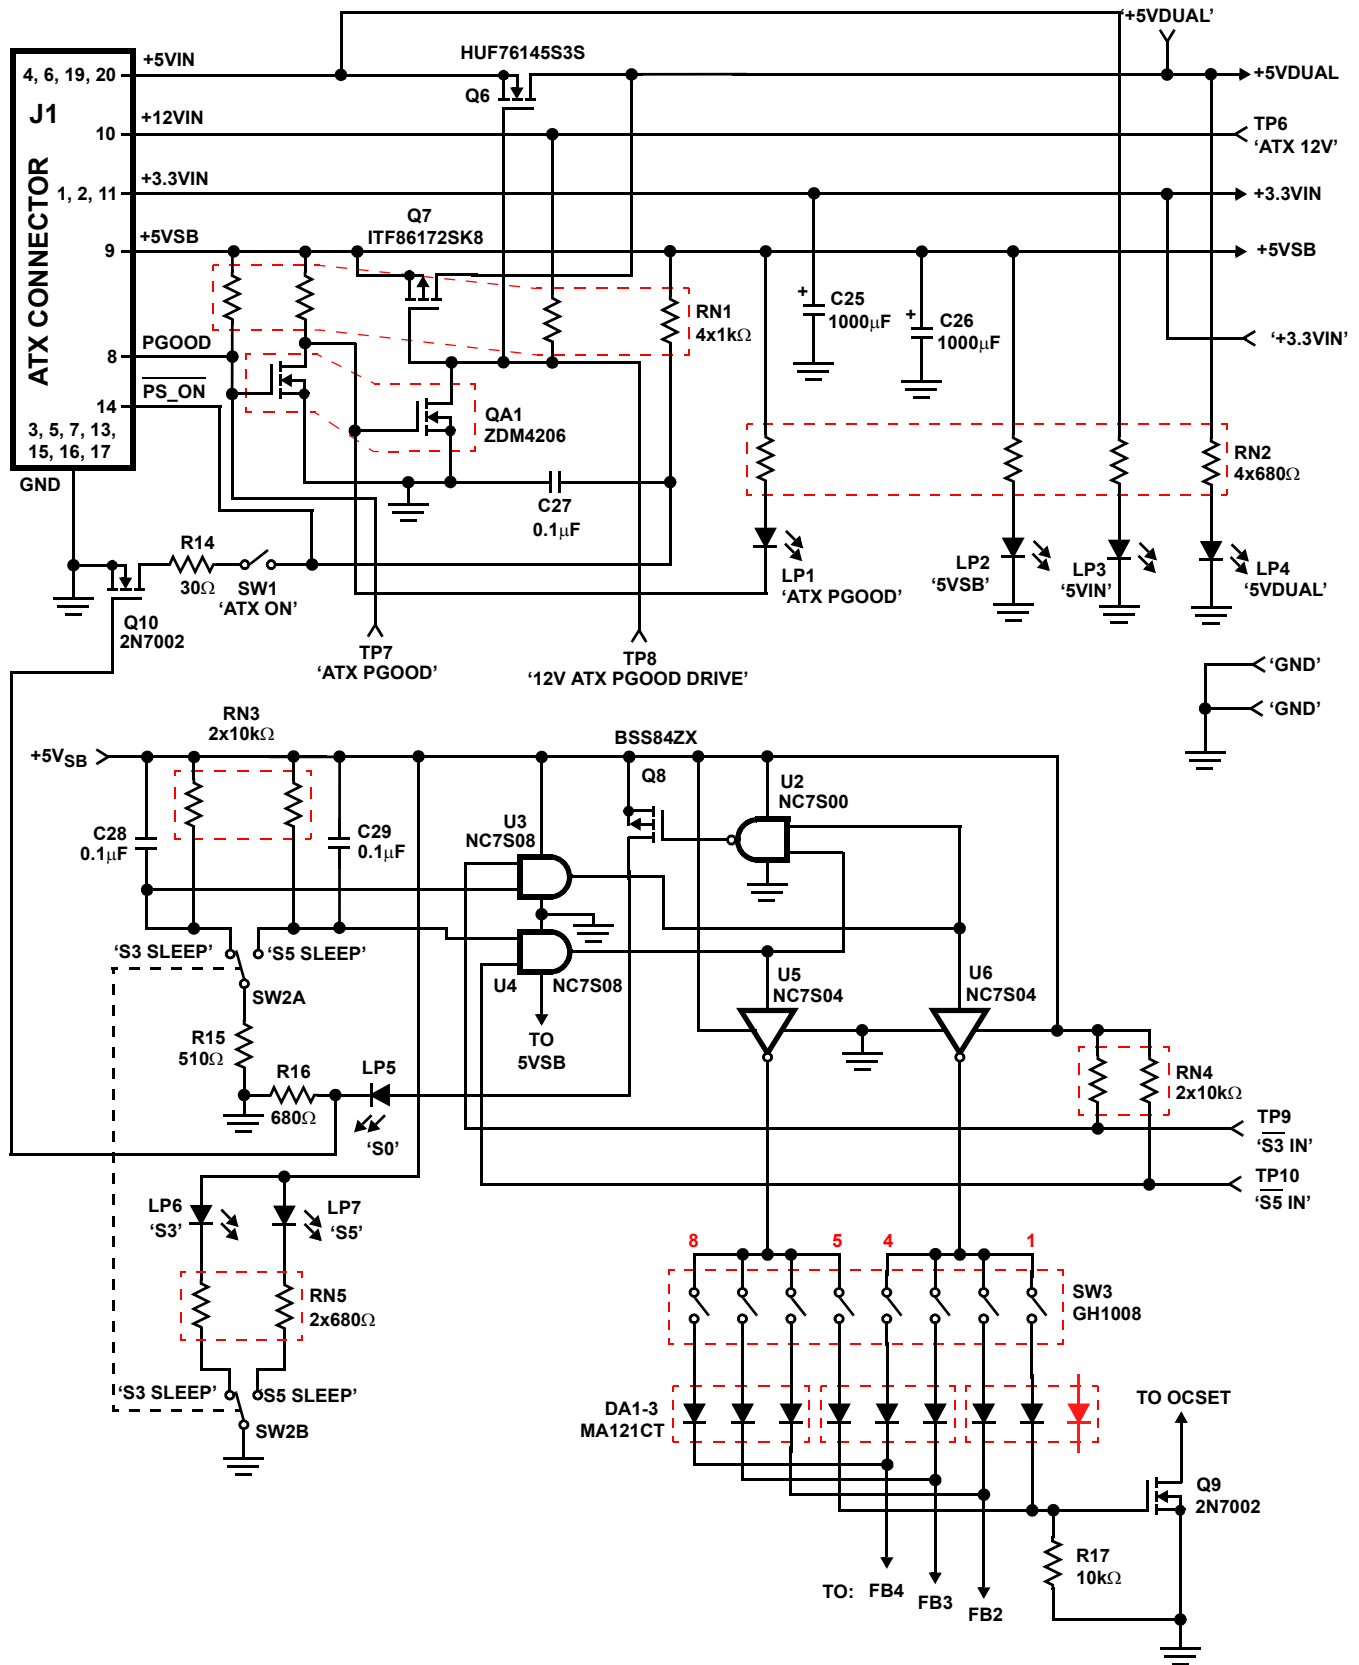 '+5VDUAL'
+5VIN
HUF76145S3S
4, 6, 19, 20
Q6
+5VDUAL
J1
+12VIN
10
TP6
'ATX 12V'
ATX CONNECTOR
+3.3VIN
1, 2, 11
+3.3VIN
Q7
ITF86172SK8
+5VSB
9
+5VSB
RN1
4x1kΩ
+
C25
1000μF
+
C26
1000μF
PGOOD
8
'+3.3VIN'
PS_ON
14
QA1
ZDM4206
3, 5, 7, 13,
15, 16, 17
GND
RN2
4x680Ω
C27
0.1μF
R14
30Ω
SW1
'ATX ON'
LP1
'ATX PGOOD'
LP2
'5VSB'
LP3
'5VIN'
LP4
'5VDUAL'
Q10
2N7002
TP7
'ATX PGOOD'
TP8
'12V ATX PGOOD DRIVE'
'GND'
'GND'
RN3
2x10kΩ
+5VSB
BSS84ZX
Q8
U2
NC7S00
C28
0.1μF
C29
0.1μF
U3
NC7S08
'S3 SLEEP'
'S5 SLEEP'
SW2A
U4
NC7S08
U5
NC7S04
U6
NC7S04
TO
5VSB
R15
510Ω
R16
680Ω
LP5
'S0'
RN4
2x10kΩ
TP9
'S3 IN'
TP10
'S5 IN'
LP6
'S3'
LP7
'S5'
8
5
4
1
RN5
2x680Ω
SW3
GH1008
'S3 SLEEP'
'S5 SLEEP'
SW2B
DA1-3
MA121CT
TO OCSET
Q9
2N7002
R17
10kΩ
TO:
FB4
FB3
FB2